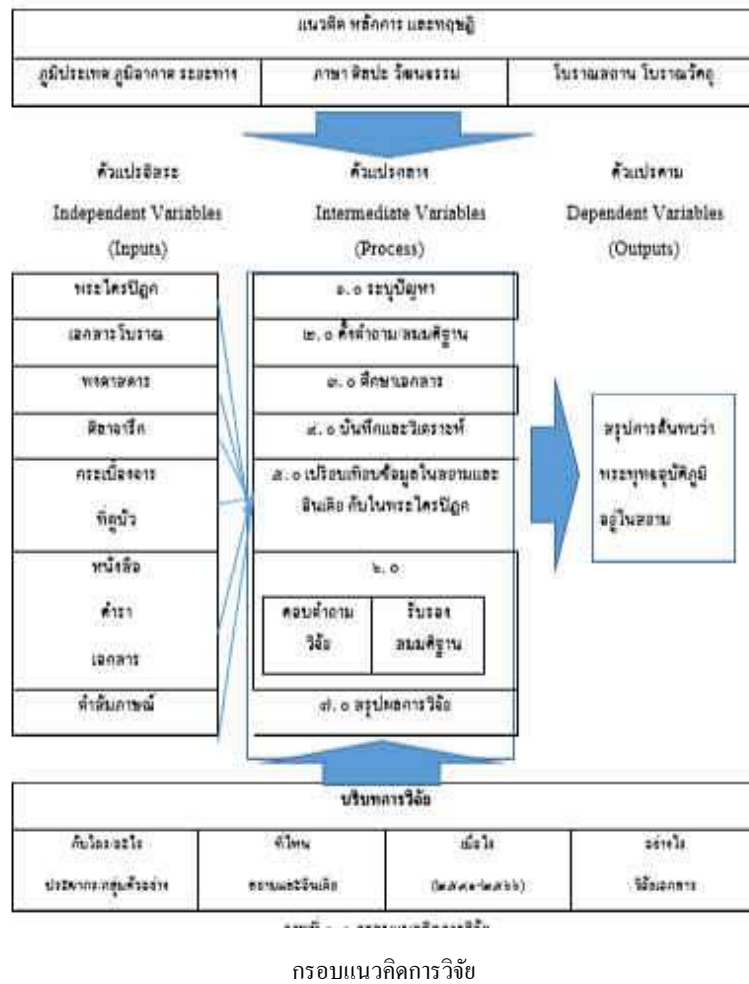 แนวคิด หลักการ และทฤษฎี
ภูมิประเทศ ภูมิอากาศ ระยะทาง
ภาษา ศิลปะ วัฒนธรรม
โบราณสถาน โบราณวัตถุ
ตัวแปรอิสระ
Independent Variables
(Inputs)
ตัวแปรกลาง
Intermediate Variables
(Process)
ตัวแปรตาม
Dependent Variables
(Outputs)
พระไตรปิฎก
เอกสารโบราณ
พงศาวดาร
ศิลาจารึก
กระเบื้องจาร
ที่คูบัว
หนังสือ
ตำรา
เอกสาร
คำสัมภาษณ์
๑.๐ ระบุปัญหา
๒.๐ ตั้งคำถาม/สมมติฐาน
๓.๐ ศึกษาเอกสาร
๔.๐ บันทึกและวิเคราะห์
๕.๐ เปรียบเทียบข้อมูลในสยามและ
อินเดีย กับในพระไตรปิฎก
๖.๐
ตอบคำถาม
วิจัย
รับรอง
สมมติฐาน
๗.๐ สรุปผลการวิจัย
สรุปการค้นพบว่า
พระพุทธอุบัติภูมิ
อยู่ในสยาม
บริบทการวิจัย
กับใคร/อะไร
ประชากร/กลุ่มตัวอย่าง
ที่ไหน
สยามและอินเดีย
เมื่อไร
อย่างไร
วิจัยเอกสาร
กรอบแนวคิดการวิจัย